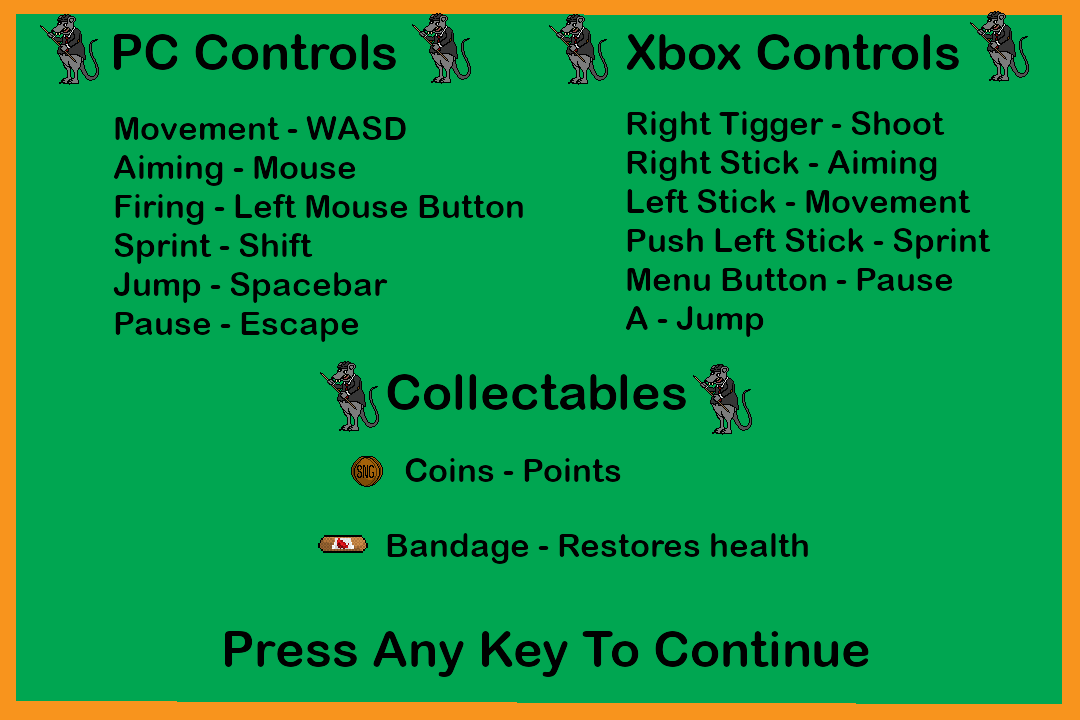 PC Controls
Movement - WASD
Aiming - Mouse
Firing - Left Mouse Button
Sprint - Shift
Jump - Spacebar
Pause - Escape
Xbox Controls
Right Tigger - Shoot
Right Stick - Aiming
Left Stick - Movement
Push Left Stick - Sprint
Menu Button - Pause
A - Jump
Collectables
SNG
Coins - Points
Bandage - Restores health
Press Any Key To Continue